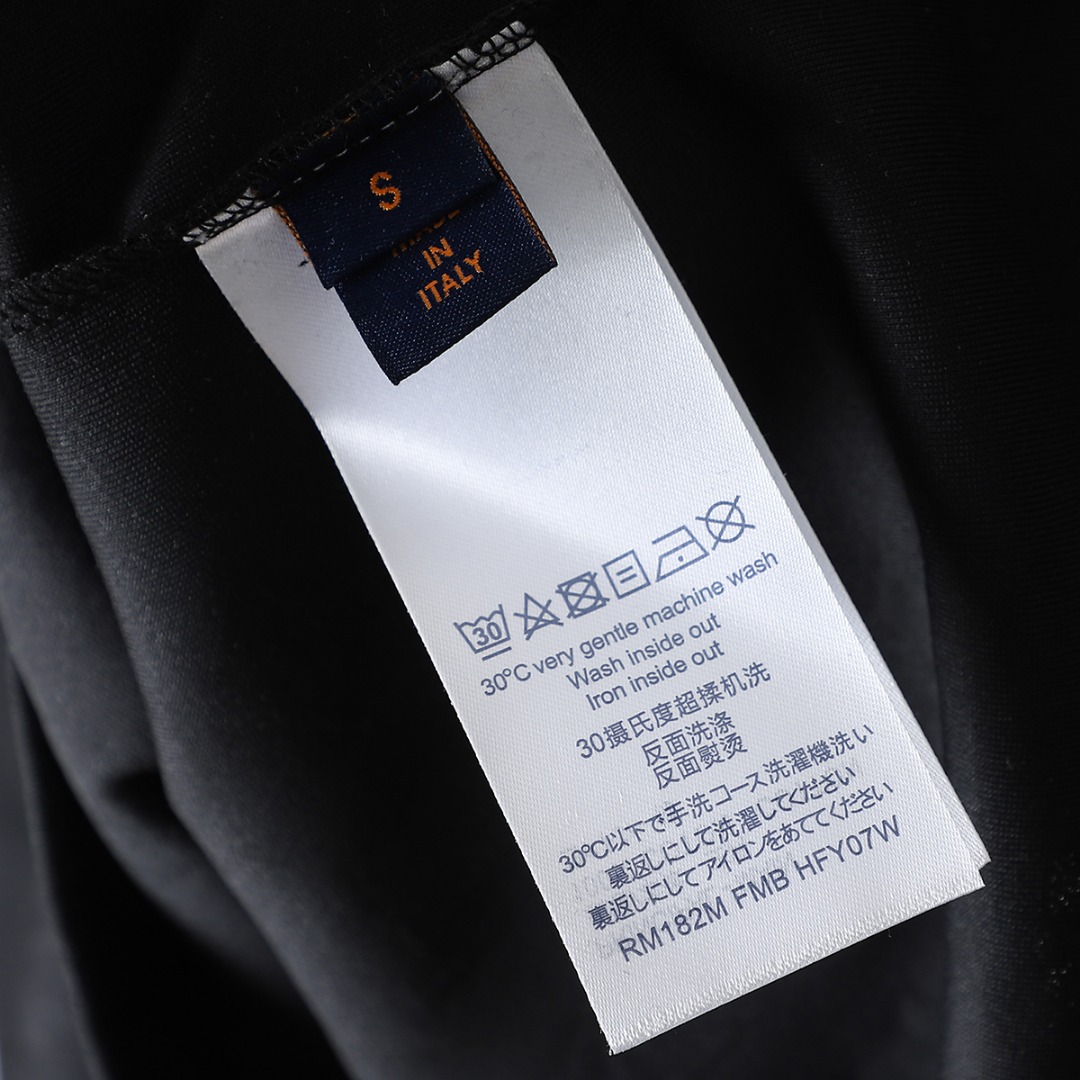 S
MADE
IN
ITALY
30
30°C very gentle machine wash
Wash inside out
Iron inside out
30摄氏度超揉机洗
反面洗涤
反面熨烫
30℃以下で手洗コース洗濯機洗い
裏返しにして洗濯してください
裏返しにしてアイロンをあててください
RM182M FMB HFY07W